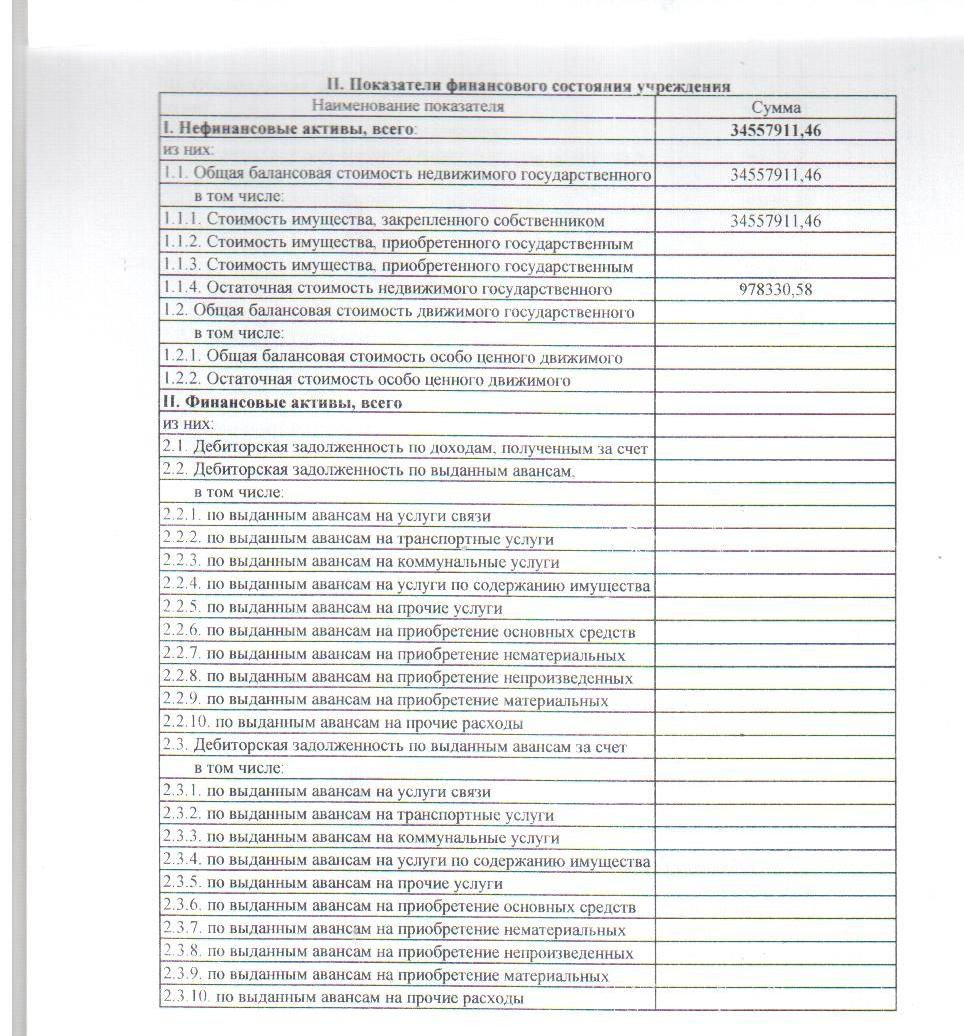 II. Показатели финансового состояния учреждения
Наименование показателя Сумма
I. Нефинансовые активы, всего: 34557911,46
из них:
1.1. Общая балансовая стоимость недвижимого государственного 34557911,46
в том числе:
1.1.1. Стоимость имущества, закрепленного собственником 34557911,46
1.1.2. Стоимость имущества, приобретенного государственным
1.1.3. Стоимость имущества, приобретенного государственным
1.1.4. Остаточная стоимость недвижимого государственного 978330,58
1.2. Общая балансовая стоимость движимого государственного
в том числе:
1.2.1. Общая балансовая стоимость особо ценного движимого
1.2.2. Остаточная стоимость особо ценного движимого
II. Финансовые активы, всего
из них:
2.1. Дебиторская задолженность по доходам, полученным за счет
2.2. Дебиторская задолженность по выданным авансам,
в том числе:
2.2.1. по выданным авансам на услуги связи
2.2.2. по выданным авансам на транспортные услуги
2.2.3. по выданным авансам на коммунальные услуги
2.2.4. по выданным авансам на услуги по содержанию имущества
2.2.5. по выданным авансам на прочие услуги
2.2.6. по выданным авансам на приобретение основных средств
2.2.7. по выданным авансам на приобретение нематериальных
2.2.8. по выданным авансам на приобретение непроизведенных
2.2.9. по выданным авансам на приобретение материальных
2.2.10. по выданным авансам на прочие расходы
2.3. Дебиторская задолженность по выданным авансам за счет
в том числе:
2.3.1. по выданным авансам на услуги связи
2.3.2. по выданным авансам на транспортные услуги
2.3.3. по выданным авансам на коммунальные услуги
2.3.4. по выданным авансам на услуги по содержанию имущества
2.3.5. по выданным авансам на прочие услуги
2.3.6. по выданным авансам на приобретение основных средств
2.3.7. по выданным авансам на приобретение нематериальных
2.3.8. по выданным авансам на приобретение непроизведенных
2.3.9. по выданным авансам на приобретение материальных
2.3.10. по выданным авансам на прочие расходы